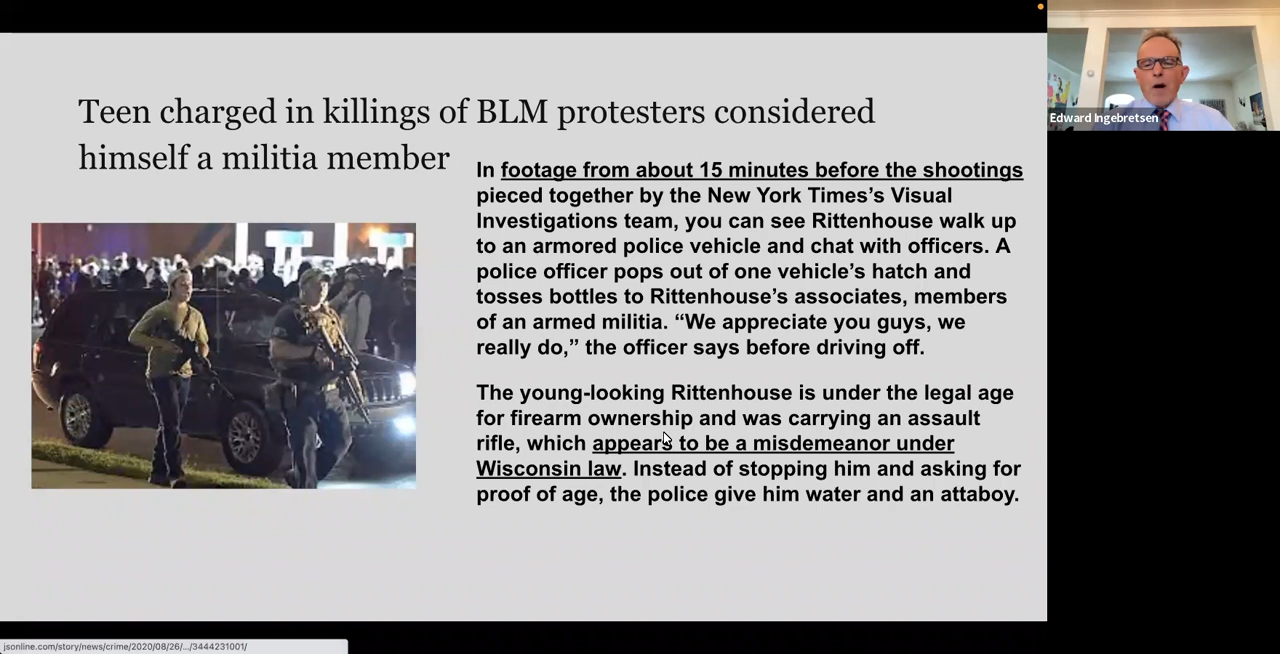 Teen charged in killings of BLM protesters considered
himself a militia member
In footage from about 15 minutes before the shootings
pieced together by the New York Times’s Visual
Investigations team, you can see Rittenhouse walk up
to an armored police vehicle and chat with officers. A
police officer pops out of one vehicle’s hatch and
tosses bottles to Rittenhouse’s associates, members
of an armed militia. “We appreciate you guys, we
really do,” the officer says before driving off.
The young-looking Rittenhouse is under the legal age
for firearm ownership and was carrying an assault
rifle, which appears to be a misdemeanor under
Wisconsin law. Instead of stopping him and asking for
proof of age, the police give him water and an attaboy.
Edward Ingebretsen
jsonline.com/story/news/crime/2020/08/26/.../3444231001/